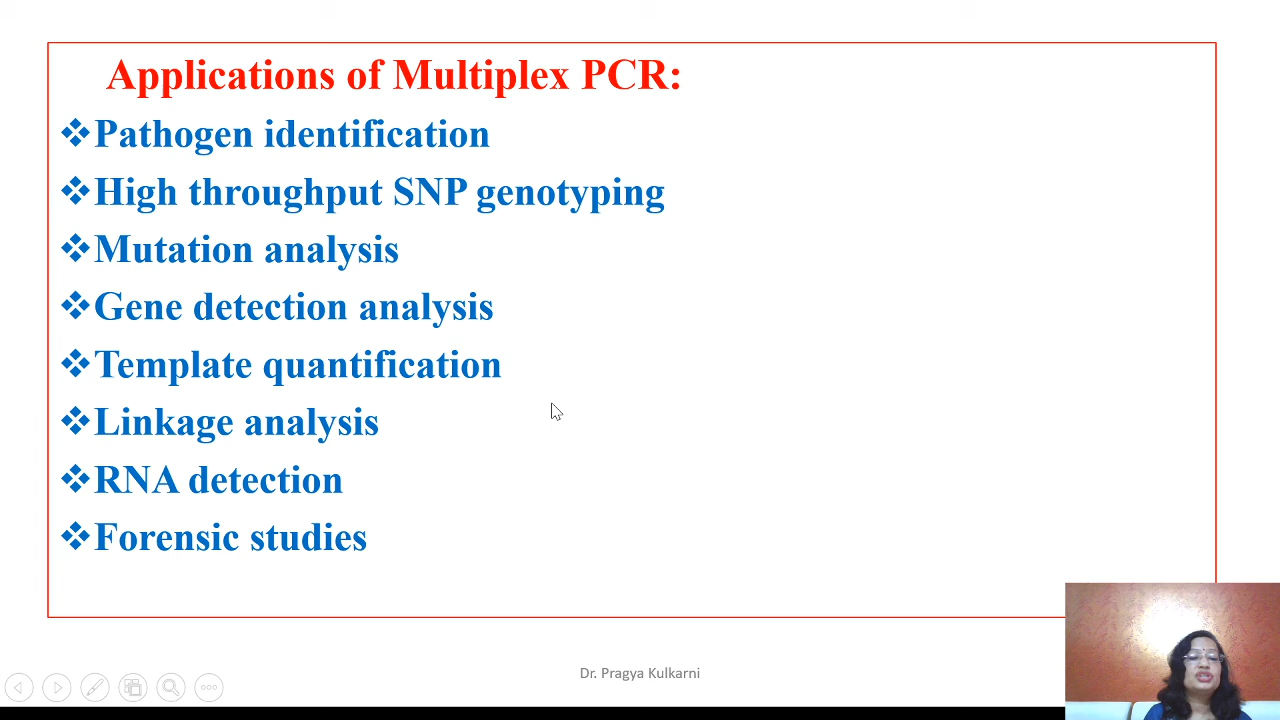 Applications of Multiplex PCR:
❖Pathogen identification
❖High throughput SNP genotyping
❖Mutation analysis
❖Gene detection analysis
❖Template quantification
❖Linkage analysis
❖RNA detection
❖Forensic studies
Dr. Pragya Kulkarni